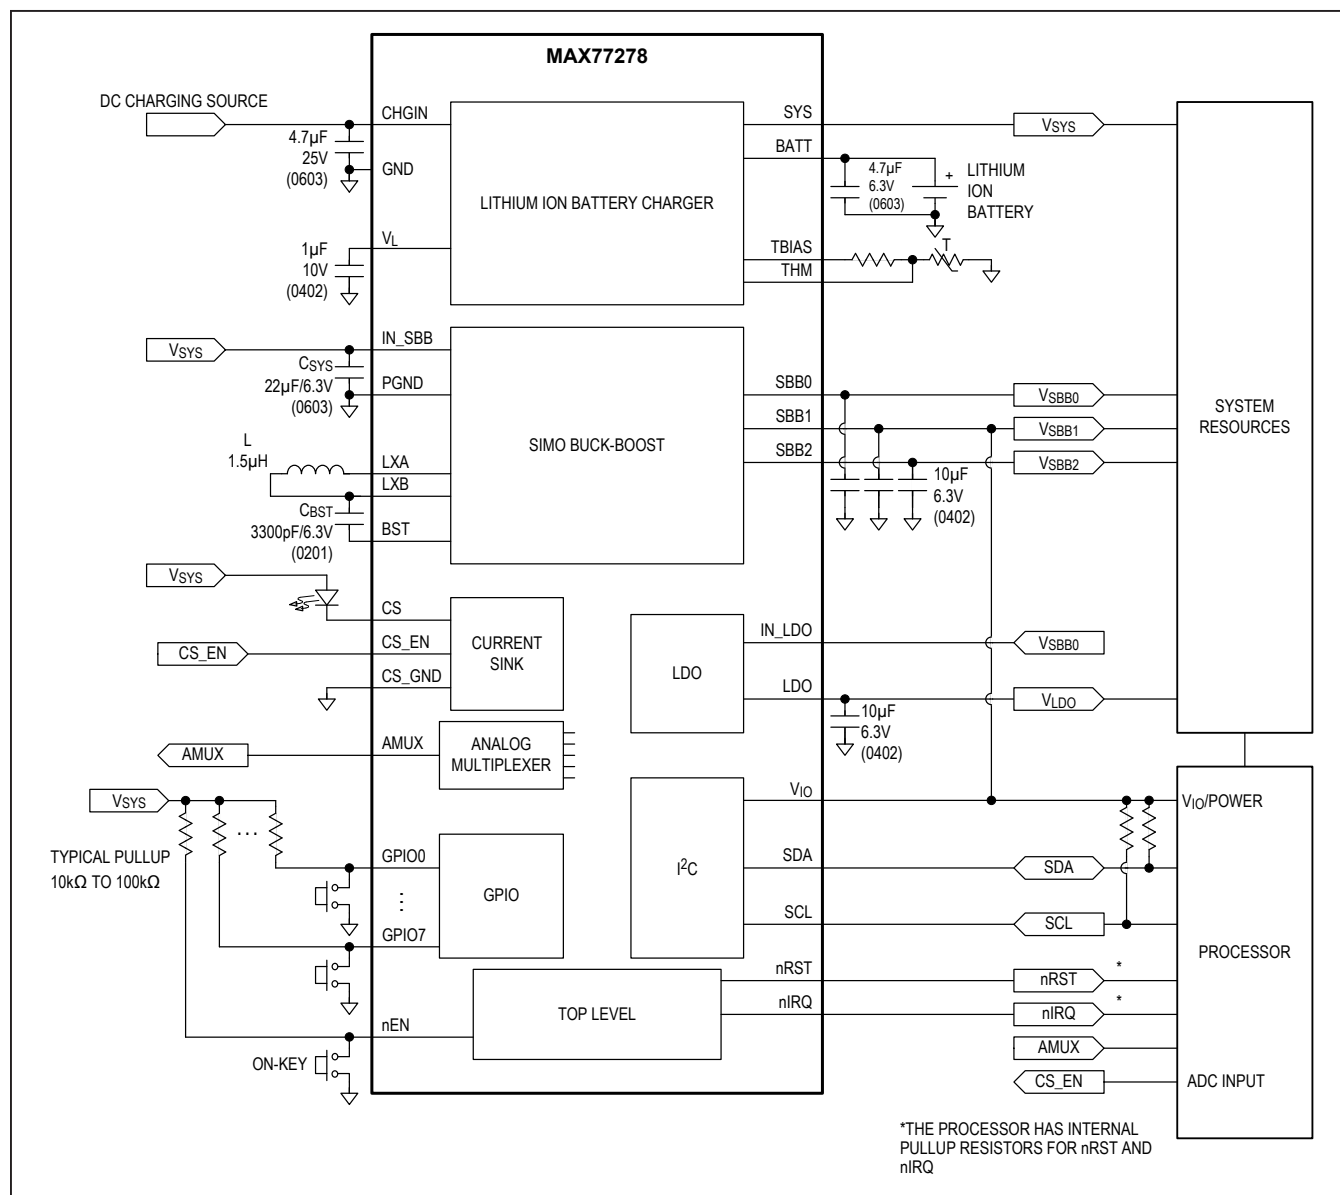 MAX77278
DC CHARGING SOURCE
4.7µF
25V
(0603)
CHGIN
GND
1µF
10V
(0402)
VL
LITHIUM ION BATTERY CHARGER
SYS
BATT
TBIAS
THM
VSYS
4.7µF
6.3V
(0603)
+
LITHIUM
ION
BATTERY
T
SYSTEM
RESOURCES
VSYS
CSYS
22µF/6.3V
(0603)
IN_SBB
PGND
L
1.5µH
LXA
LXB
CBST
3300pF/6.3V
(0201)
BST
SIMO BUCK-BOOST
SBB0
SBB1
SBB2
10µF
6.3V
(0402)
VSBB0
VSBB1
VSBB2
VSYS
CS
CS_EN
CS_EN
CS_GND
CURRENT
SINK
LDO
IN_LDO
LDO
VSBB0
VLDO
10µF
6.3V
(0402)
AMUX
AMUX
ANALOG
MULTIPLEXER
VSYS
...
TYPICAL PULLUP
10kΩ TO 100kΩ
GPIO0
...
GPIO7
GPIO
I2C
VIO
SDA
SCL
SDA
SCL
VIO/POWER
PROCESSOR
ADC INPUT
nEN
ON-KEY
TOP LEVEL
nRST
nIRQ
nRST
*
nIRQ
*
AMUX
CS_EN
*THE PROCESSOR HAS INTERNAL
PULLUP RESISTORS FOR nRST AND
nIRQ